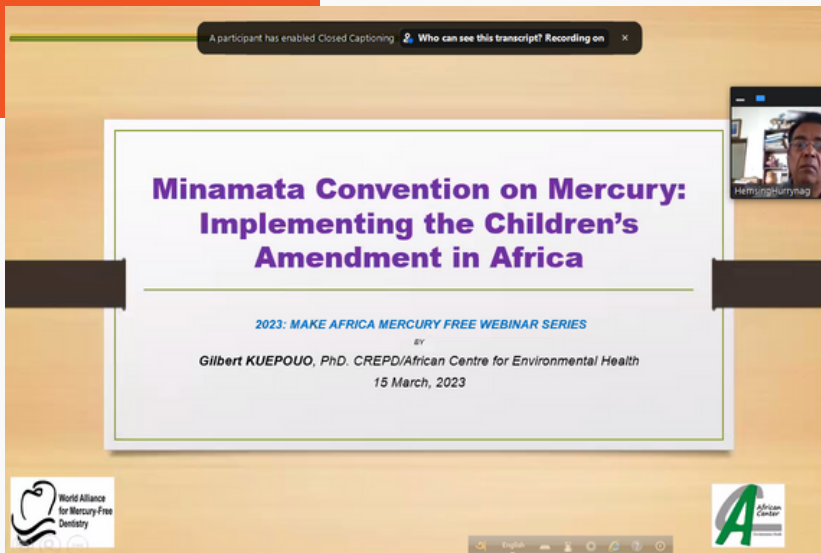 A participant has enabled Closed Captioning Who can see this transcript? Recording on ×
HemsingHurrynag
Minamata Convention on Mercury:
Implementing the Children's
Amendment in Africa
2023: MAKE AFRICA MERCURY FREE WEBINAR SERIES
BY
Gilbert KUEPOUO, PhD. CREPD/African Centre for Environmental Health
15 March, 2023
World Alliance
for Mercury-Free
Dentistry
African
Center
English